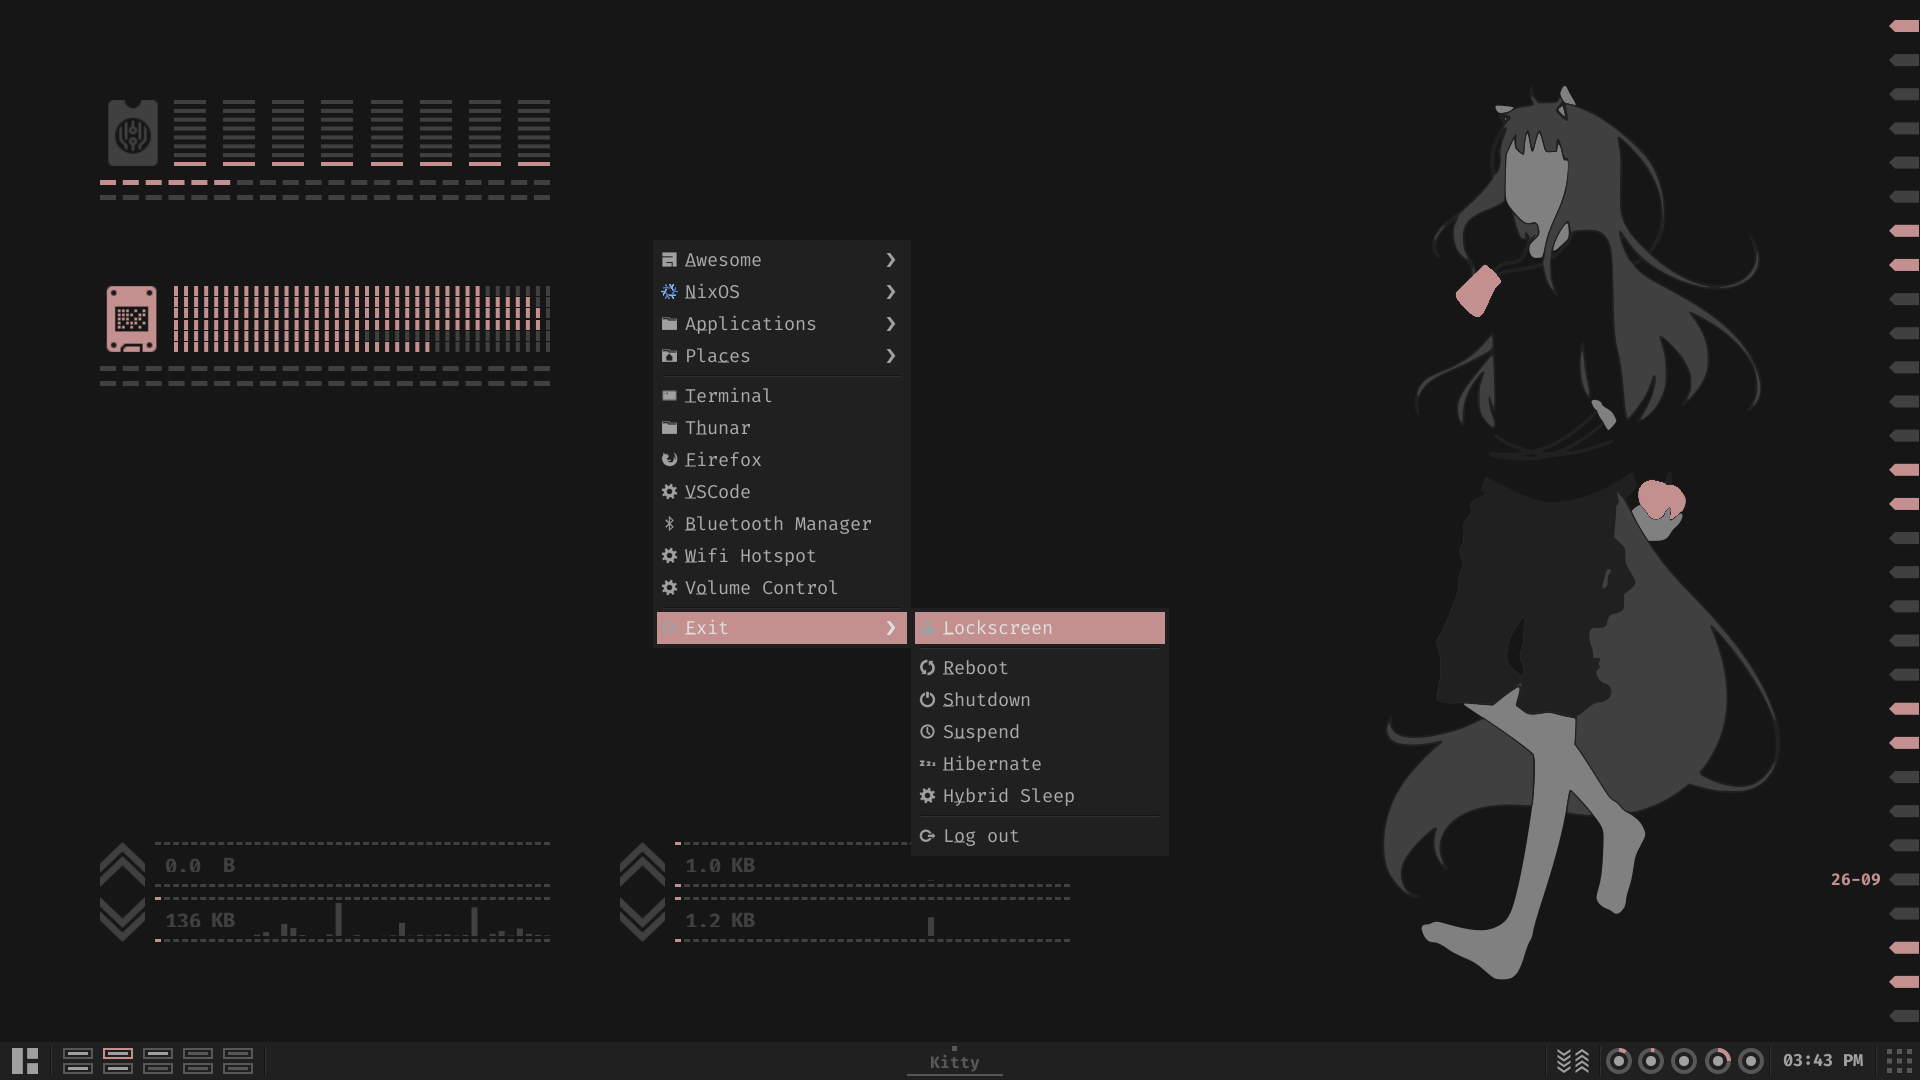 Awesome
NixOS
Applications
Places
Terminal
Thunar
Firefox
VSCode
Bluetooth Manager
Wifi Hotspot
Volume Control
Exit
Lockscreen
Reboot
Shutdown
Suspend
Hibernate
Hybrid Sleep
Log out
0.0 B
136 KB
1.0 KB
1.2 KB
26-09
Kitty
03:43 PM